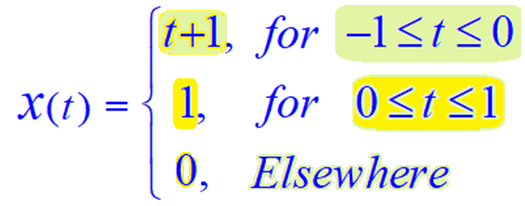 t+1, for −1≤t≤0
x(t) = { 1, for 0≤t≤1
0, Elsewhere